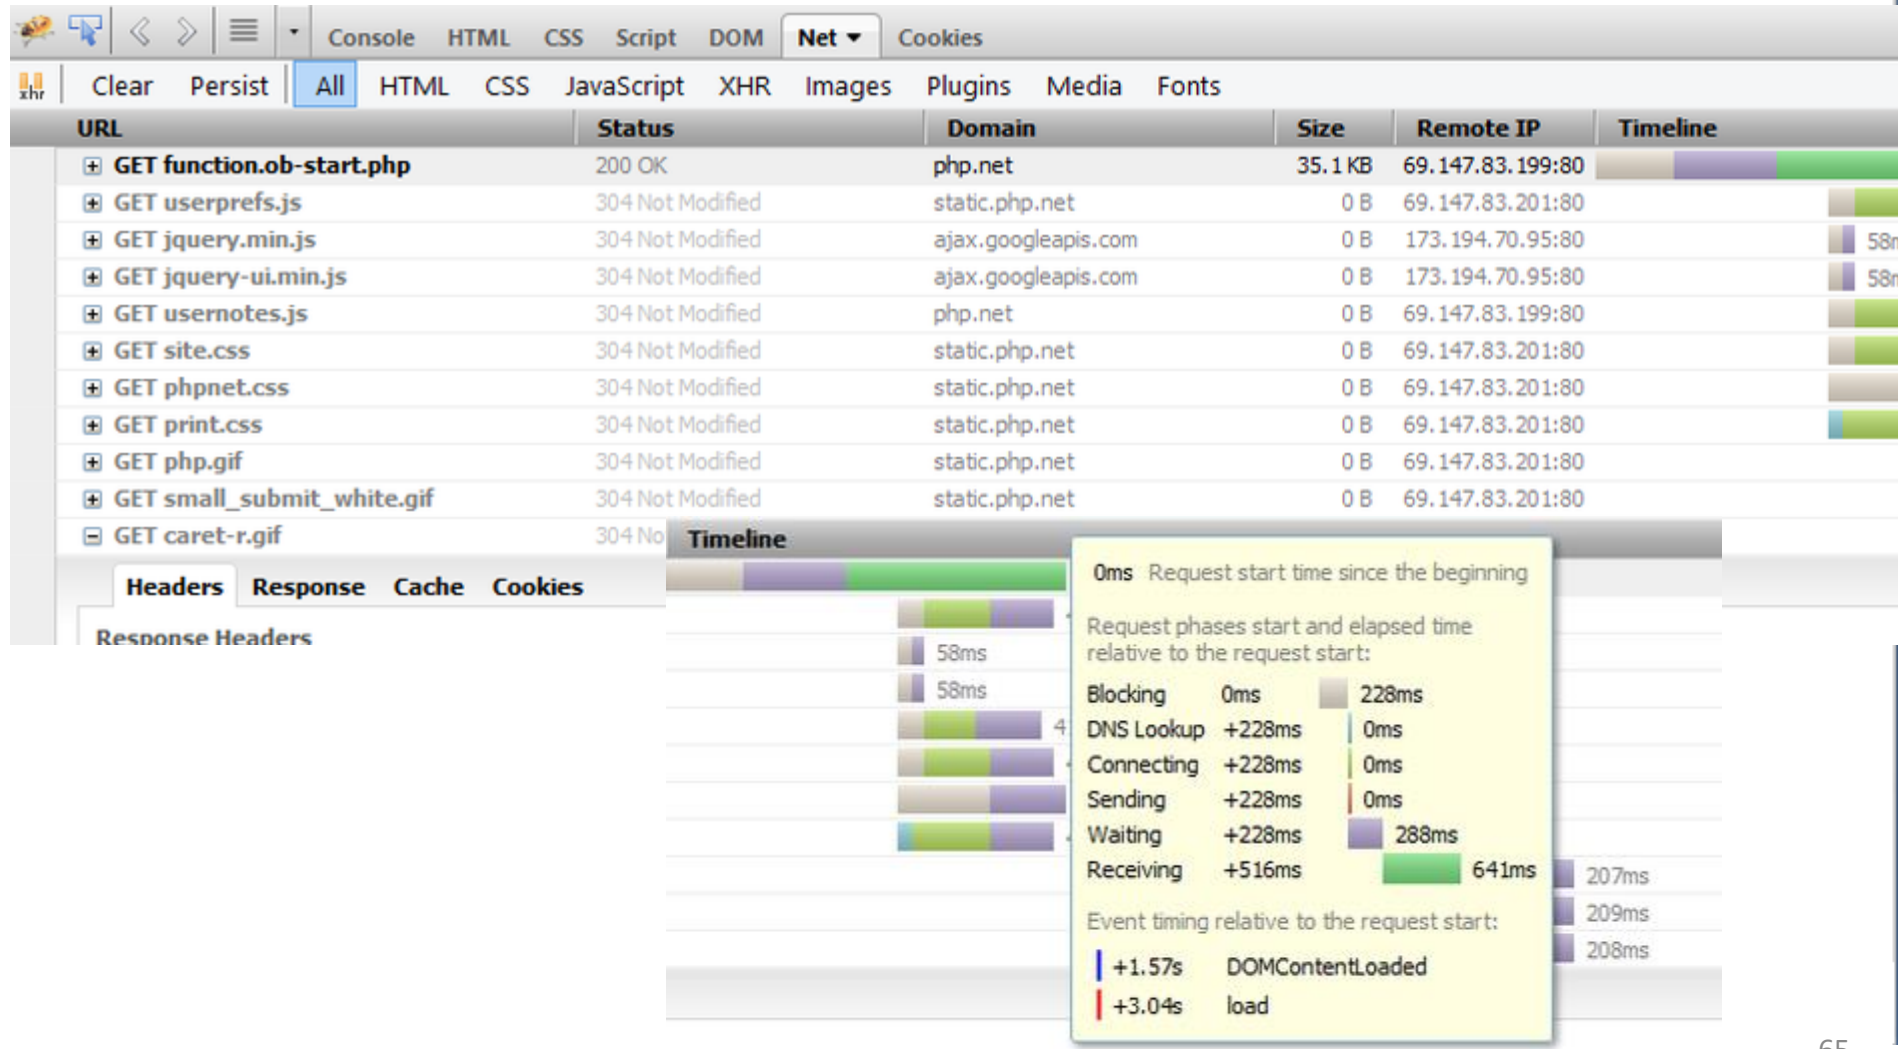 Console HTML CSS Script DOM Net Cookies
xhr Clear Persist All HTML CSS JavaScript XHR Images Plugins Media Fonts
URL Status Domain Size Remote IP Timeline
GET function.ob-start.php 200 OK php.net 35.1 KB 69.147.83.199:80
GET userprefs.js 304 Not Modified static.php.net 0 B 69.147.83.201:80
GET jquery.min.js 304 Not Modified ajax.googleapis.com 0 B 173.194.70.95:80
GET jquery-ui.min.js 304 Not Modified ajax.googleapis.com 0 B 173.194.70.95:80
GET usernotes.js 304 Not Modified php.net 0 B 69.147.83.199:80
GET site.css 304 Not Modified static.php.net 0 B 69.147.83.201:80
GET phpnet.css 304 Not Modified static.php.net 0 B 69.147.83.201:80
GET print.css 304 Not Modified static.php.net 0 B 69.147.83.201:80
GET php.gif 304 Not Modified static.php.net 0 B 69.147.83.201:80
GET small_submit_white.gif 304 Not Modified static.php.net 0 B 69.147.83.201:80
GET caret-r.gif 304
Headers Response Cache Cookies
Response Headers
Timeline
58ms
58ms
0ms Request start time since the beginning
Request phases start and elapsed time
relative to the request start:
Blocking 0ms 228ms
DNS Lookup +228ms 0ms
Connecting +228ms 0ms
Sending +228ms 0ms
Waiting +228ms 288ms
Receiving +516ms 641ms
Event timing relative to the request start:
+1.57s DOMContentLoaded
+3.04s load
207ms
209ms
208ms